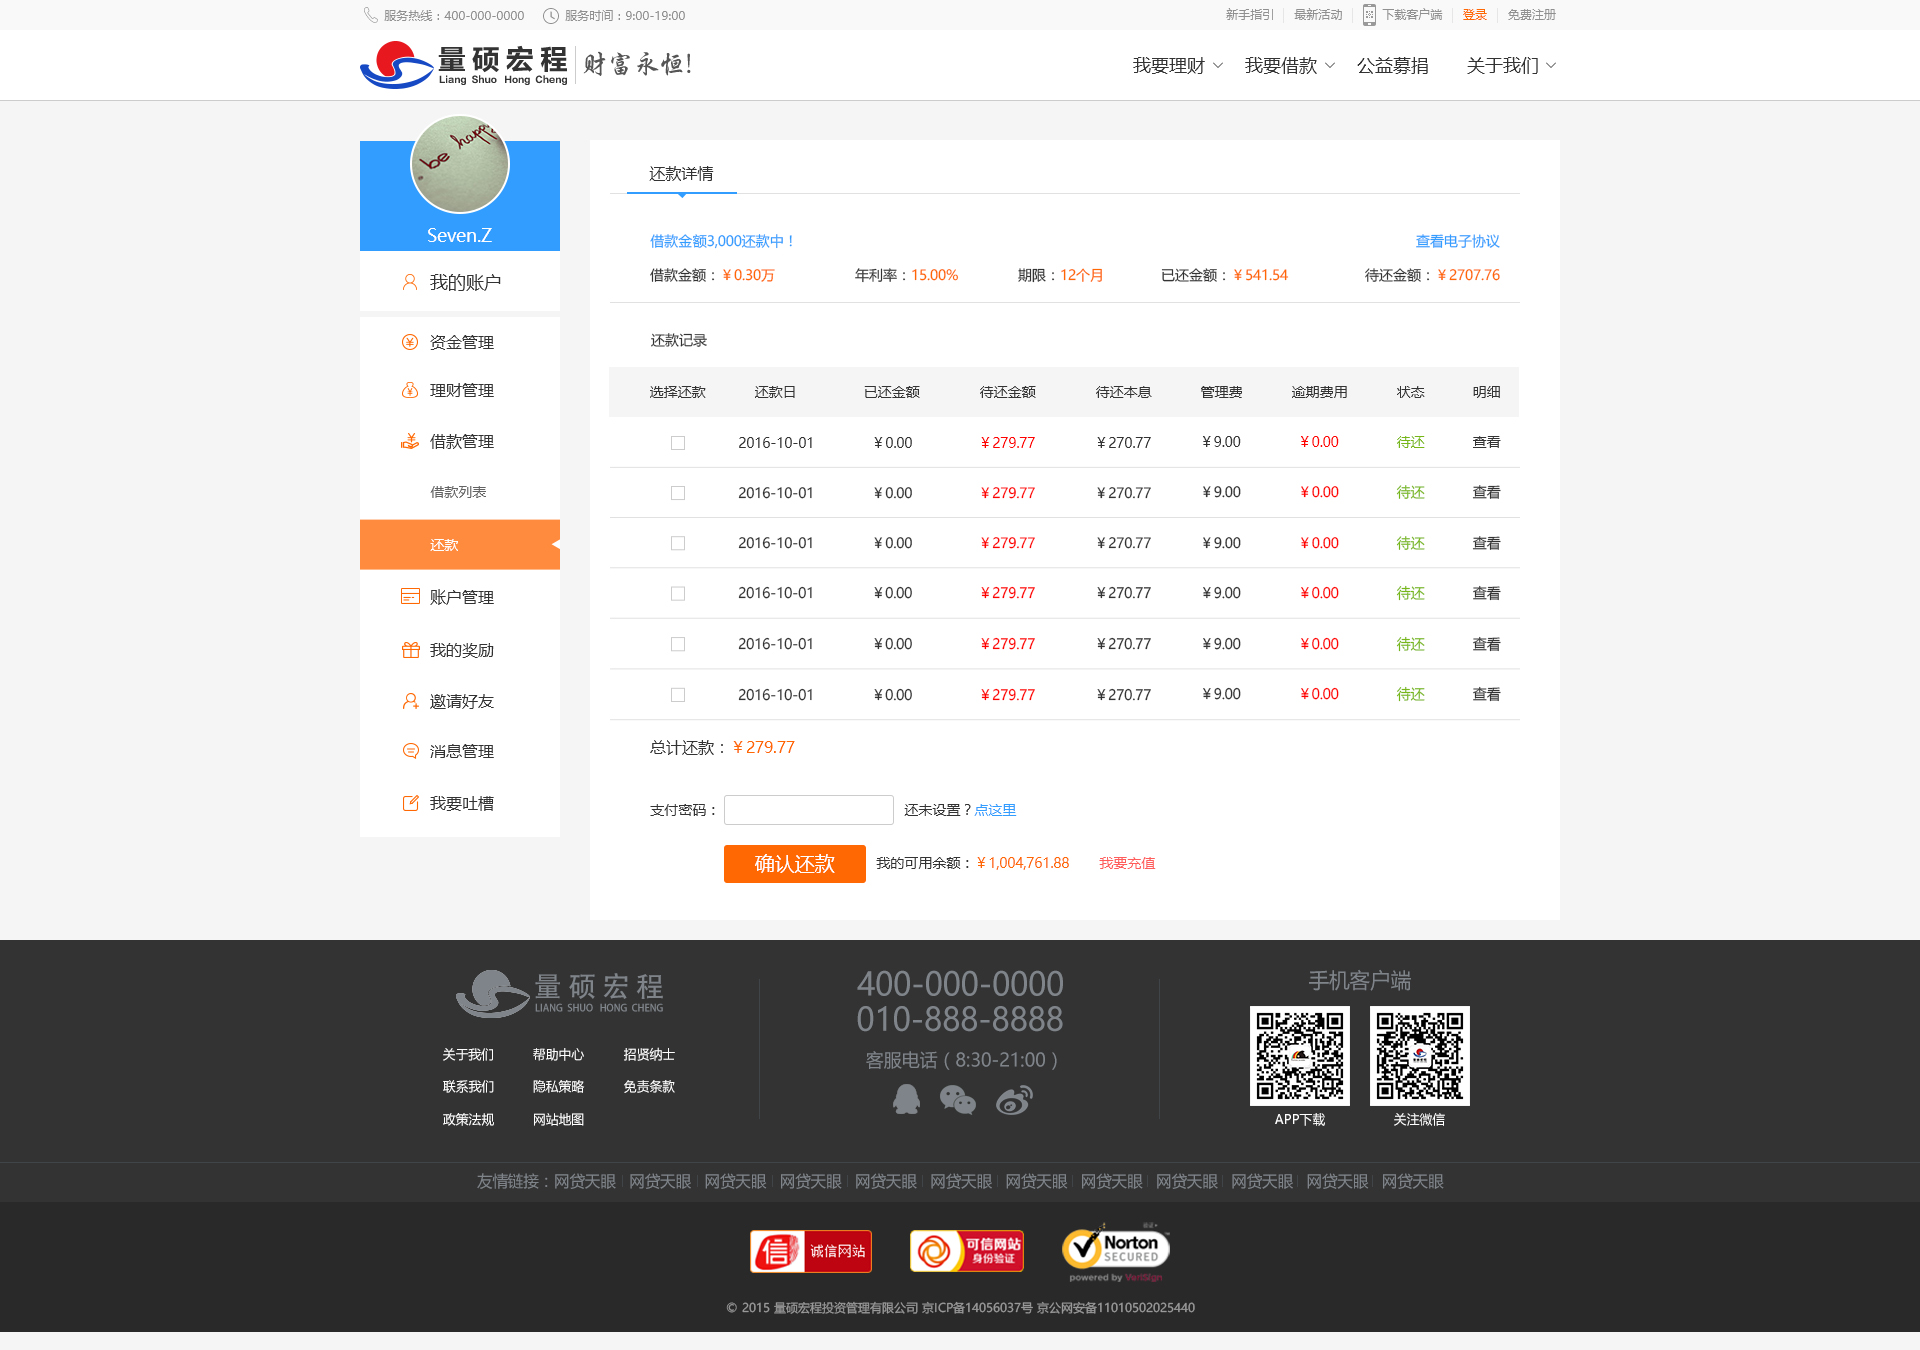 服务热线：400-000-0000 服务时间：9:00-19:00 新手指引 最新活动 下载客户端 登录 免费注册
量硕宏程 财富永恒! 我要理财 我要借款 公益募捐 关于我们
Liang Shuo Hong Cheng
be happy
Seven.Z
我的账户
资金管理
理财管理
借款管理
借款列表
还款
账户管理
我的奖励
邀请好友
消息管理
我要吐槽
还款详情
借款金额3,000还款中！ 查看电子协议
借款金额：￥0.30万 年利率：15.00% 期限：12个月 已还金额：￥541.54 待还金额：￥2707.76
还款记录
选择还款 还款日 已还金额 待还金额 待还本息 管理费 逾期费用 状态 明细
2016-10-01 ￥0.00 ￥279.77 ￥270.77 ￥9.00 ￥0.00 待还 查看
2016-10-01 ￥0.00 ￥279.77 ￥270.77 ￥9.00 ￥0.00 待还 查看
2016-10-01 ￥0.00 ￥279.77 ￥270.77 ￥9.00 ￥0.00 待还 查看
2016-10-01 ￥0.00 ￥279.77 ￥270.77 ￥9.00 ￥0.00 待还 查看
2016-10-01 ￥0.00 ￥279.77 ￥270.77 ￥9.00 ￥0.00 待还 查看
2016-10-01 ￥0.00 ￥279.77 ￥270.77 ￥9.00 ￥0.00 待还 查看
总计还款：￥279.77
支付密码： 还未设置？点这里
确认还款 我的可用余额：￥1,004,761.88 我要充值
量硕宏程
LIANG SHUO HONG CHENG
关于我们 帮助中心 招贤纳士
联系我们 隐私策略 免责条款
政策法规 网站地图
400-000-0000
010-888-8888
客服电话（8:30-21:00）
手机客户端
APP下载 关注微信
友情链接：网贷天眼 网贷天眼 网贷天眼 网贷天眼 网贷天眼 网贷天眼 网贷天眼 网贷天眼 网贷天眼 网贷天眼 网贷天眼 网贷天眼
信 诚信网站
可信网站
身份验证
Norton
SECURED
powered by VeriSign
© 2015 量硕宏程投资管理有限公司 京ICP备14056037号 京公网安备11010502025440